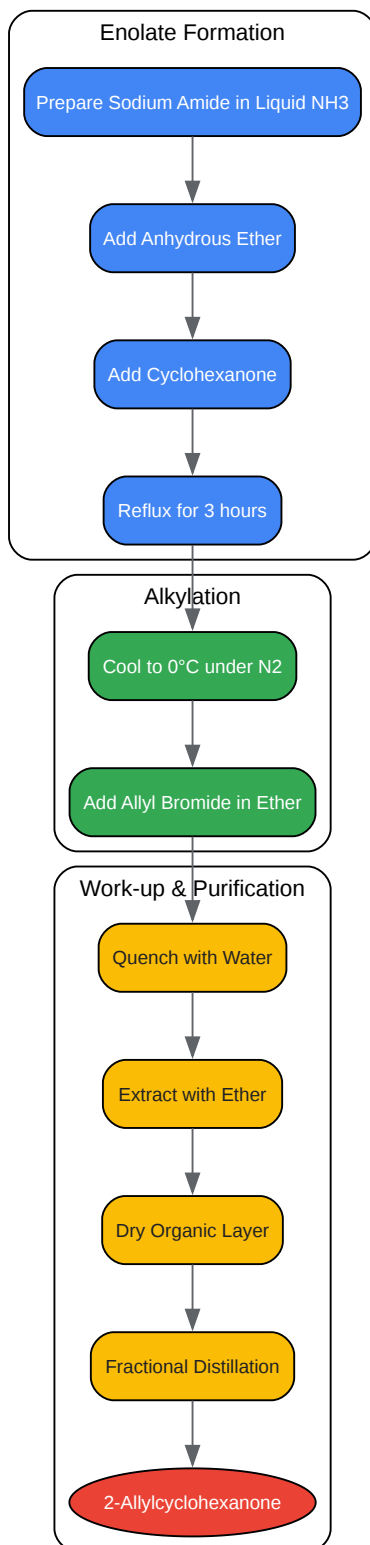 Enolate Formation
Prepare Sodium Amide in Liquid NH3
Add Anhydrous Ether
Add Cyclohexanone
Reflux for 3 hours
Alkylation
Cool to 0°C under N2
Add Allyl Bromide in Ether
Work-up & Purification
Quench with Water
Extract with Ether
Dry Organic Layer
Fractional Distillation
2-Allylcyclohexanone